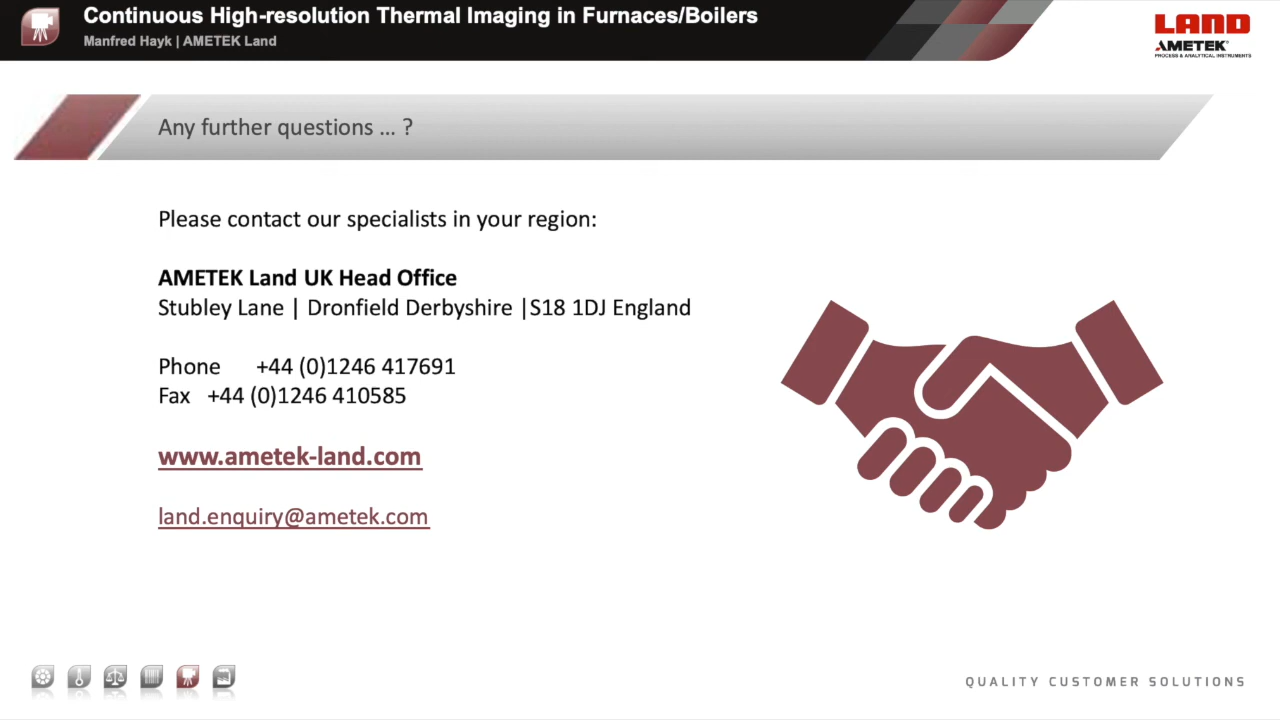 Continuous High-resolution Thermal Imaging in Furnaces/Boilers
Manfred Hayk | AMETEK Land
LAND
AMETEK®
PROCESS & ANALYTICAL INSTRUMENTS
Any further questions ... ?
Please contact our specialists in your region:
AMETEK Land UK Head Office
Stubley Lane | Dronfield Derbyshire |S18 1DJ England
Phone +44 (0)1246 417691
Fax +44 (0)1246 410585
www.ametek-land.com
land.enquiry@ametek.com
QUALITY CUSTOMER SOLUTIONS